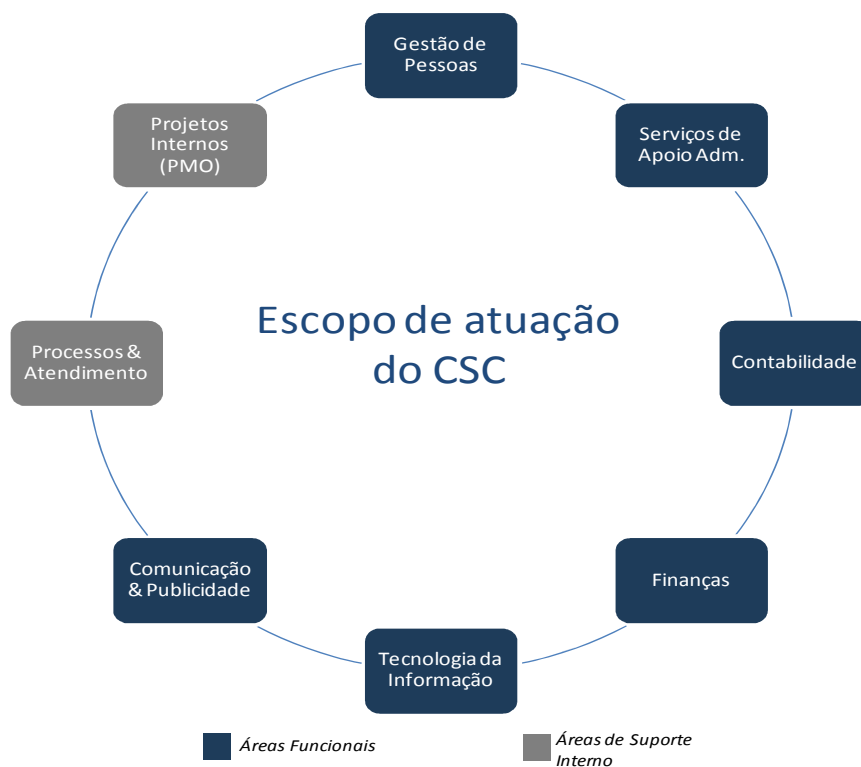 Gestão de
Pessoas
Serviços de
Apoio Adm.
Contabilidade
Finanças
Tecnologia da
Informação
Comunicação
& Publicidade
Processos &
Atendimento
Projetos
Internos
(PMO)
Escopo de atuação
do CSC
Áreas Funcionais
Áreas de Suporte
Interno